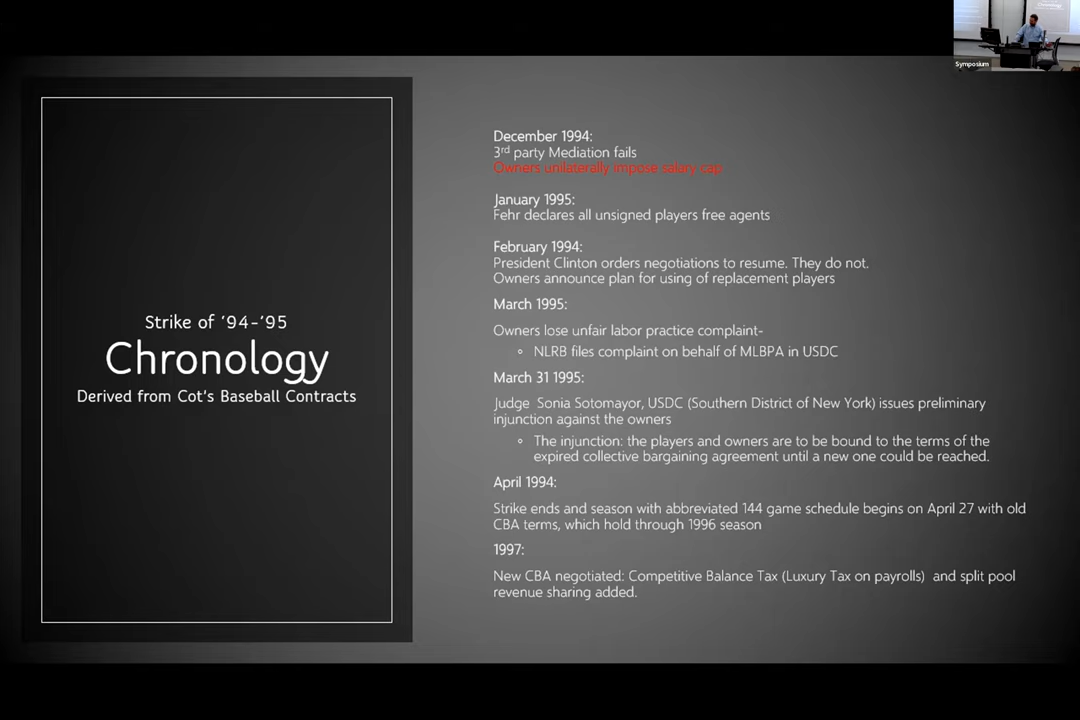 Chronology
Symposium
Strike of ‘94-’95
Chronology
Derived from Cot's Baseball Contracts
December 1994:
3rd party Mediation fails
Owners unilaterally impose salary cap
January 1995:
Fehr declares all unsigned players free agents
February 1994:
President Clinton orders negotiations to resume. They do not.
Owners announce plan for using of replacement players
March 1995:
Owners lose unfair labor practice complaint-
◦ NLRB files complaint on behalf of MLBPA in USDC
March 31 1995:
Judge Sonia Sotomayor, USDC (Southern District of New York) issues preliminary
injunction against the owners
◦ The injunction: the players and owners are to be bound to the terms of the
expired collective bargaining agreement until a new one could be reached.
April 1994:
Strike ends and season with abbreviated 144 game schedule begins on April 27 with old
CBA terms, which hold through 1996 season
1997:
New CBA negotiated: Competitive Balance Tax (Luxury Tax on payrolls) and split pool
revenue sharing added.